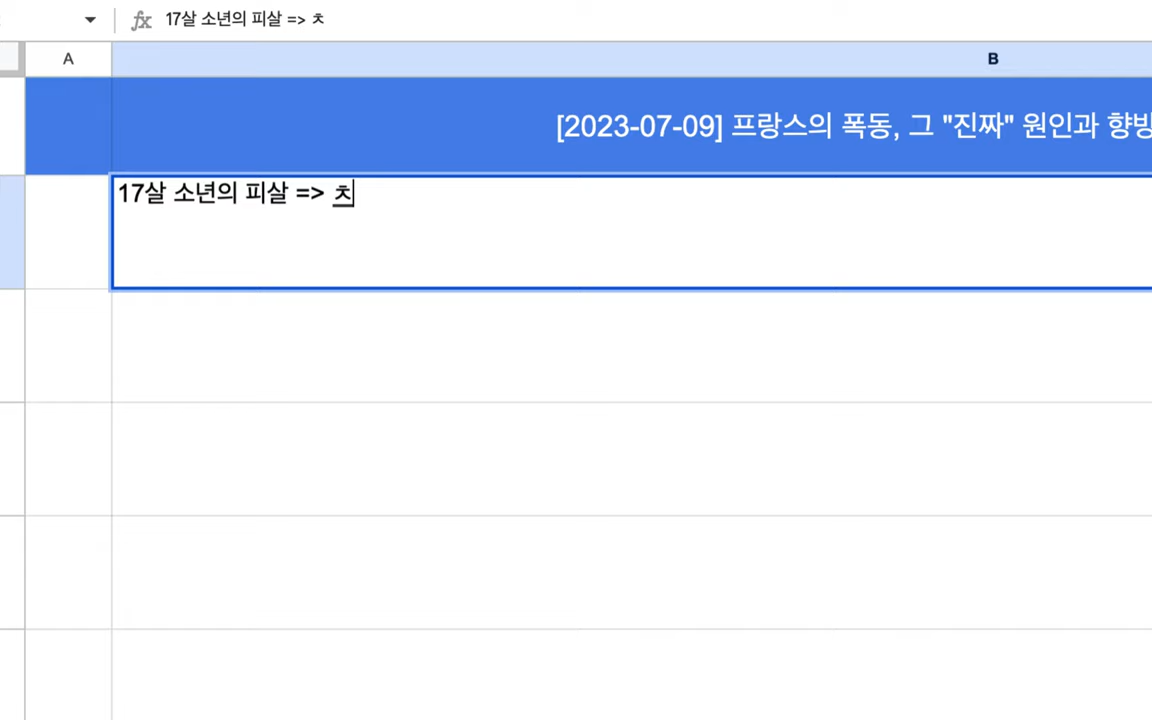 fx 17살 소년의 피살 => ㅊ
A B
[2023-07-09] 프랑스의 폭동, 그 "진짜" 원인과 향방
17살 소년의 피살 => ㅊ